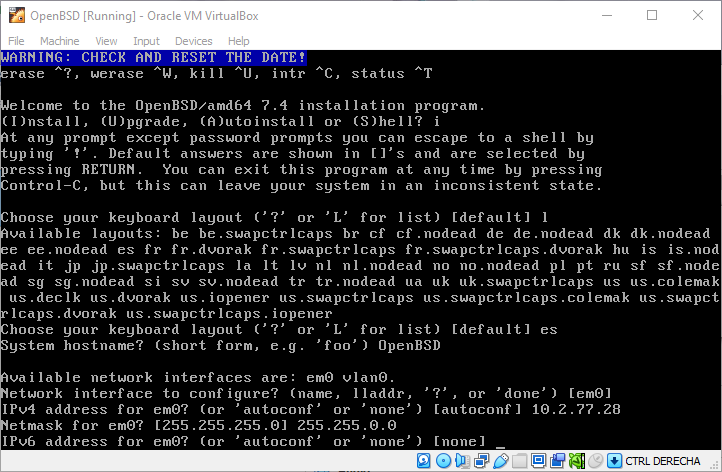 OpenBSD [Running] - Oracle VM VirtualBox
File Machine View Input Devices Help
WARNING: CHECK AND RESET THE DATE!
erase ^?, werase ^W, kill ^U, intr ^C, status ^T
Welcome to the OpenBSD/amd64 7.4 installation program.
(I)nstall, (U)pgrade, (A)utoinstall or (S)hell? i
At any prompt except password prompts you can escape to a shell by
typing '!'. Default answers are shown in []'s and are selected by
pressing RETURN.  You can exit this program at any time by pressing
Control-C, but this can leave your system in an inconsistent state.
Choose your keyboard layout ('?' or 'L' for list) [default] l
Available layouts: be be.swapctrlcaps br cf cf.nodead de de.nodead dk dk.nodead
ee ee.nodead es fr fr.dvorak fr.swapctrlcaps fr.swapctrlcaps.dvorak hu is is.nod
ead it jp jp.swapctrlcaps la lt lv nl nl.nodead no no.nodead pl pt ru sf sf.node
ad sg sg.nodead si sv sv.nodead tr tr.nodead ua uk uk.swapctrlcaps us us.colemak
us.declk us.dvorak us.iopener us.swapctrlcaps us.swapctrlcaps.colemak us.swapct
rlcaps.dvorak us.swapctrlcaps.iopener
Choose your keyboard layout ('?' or 'L' for list) [default] es
System hostname? (short form, e.g. 'foo') OpenBSD
Available network interfaces are: em0 vlan0.
Network interface to configure? (name, lladdr, '?', or 'done') [em0]
IPv4 address for em0? (or 'autoconf' or 'none') [autoconf] 10.2.77.28
Netmask for em0? [255.255.255.0] 255.255.0.0
IPv6 address for em0? (or 'autoconf' or 'none') [none] _
CTRL DERECHA